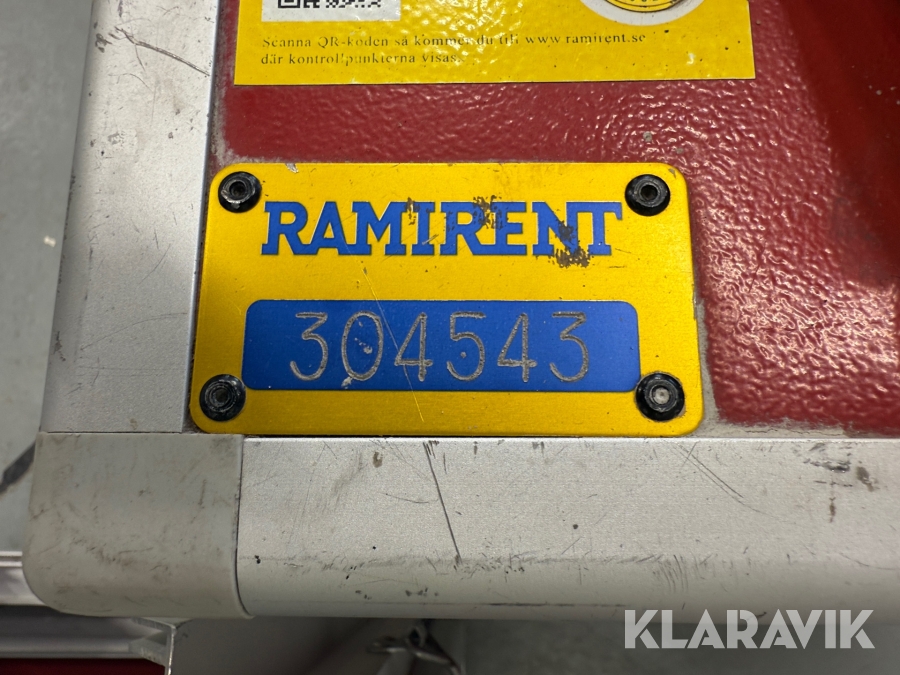 Scanna QR-koden så kommer du till www.ramirent.se
där kontrollpunkterna visas.
RAMIRENT
304543
KLARAVIK